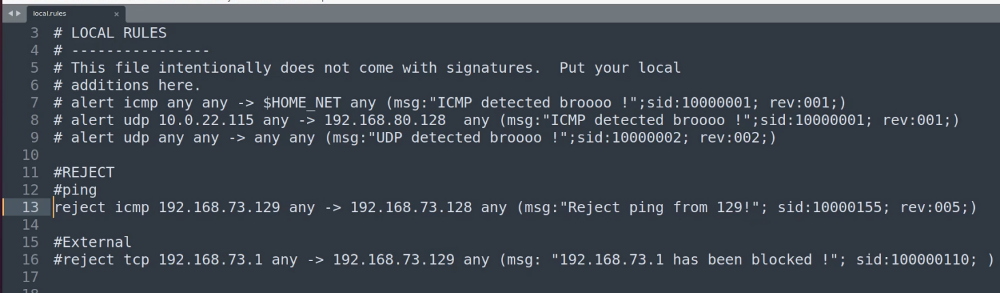 local.rules ×
3 # LOCAL RULES
4 # ----------------
5 # This file intentionally does not come with signatures.  Put your local
6 # additions here.
7 # alert icmp any any -> $HOME_NET any (msg:"ICMP detected broooo !";sid:10000001; rev:001;)
8 # alert udp 10.0.22.115 any -> 192.168.80.128  any (msg:"ICMP detected broooo !";sid:10000001; rev:001;)
9 # alert udp any any -> any any (msg:"UDP detected broooo !";sid:10000002; rev:002;)
10
11 #REJECT
12 #ping
13 reject icmp 192.168.73.129 any -> 192.168.73.128 any (msg:"Reject ping from 129!"; sid:10000155; rev:005;)
14
15 #External
16 #reject tcp 192.168.73.1 any -> 192.168.73.129 any (msg: "192.168.73.1 has been blocked !"; sid:100000110; )
17
18